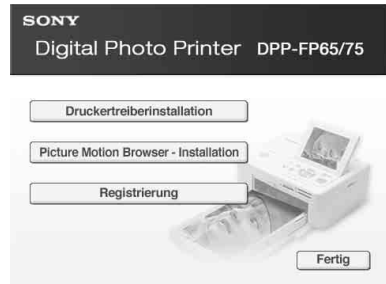 SONY
Digital Photo Printer DPP-FP65/75
Druckertreiberinstallation
Picture Motion Browser - Installation
Registrierung
Fertig